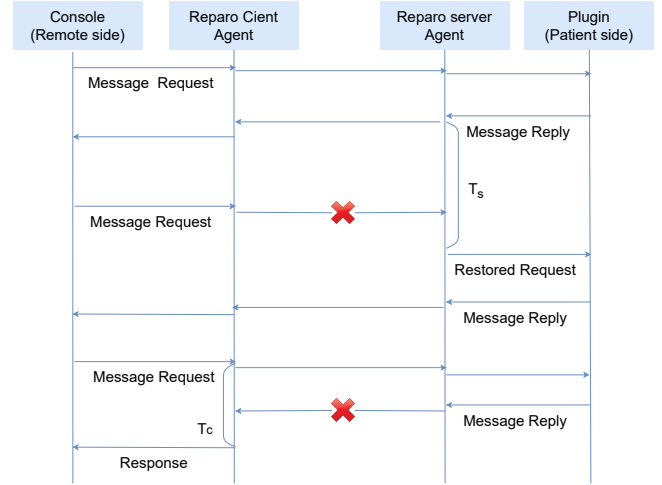 Console
(Remote side)
Reparo Cient
Agent
Reparo server
Agent
Plugin
(Patient side)
Message Request
Message Reply
Ts
Message Request
Restored Request
Message Reply
Message Request
Tc
Message Reply
Response